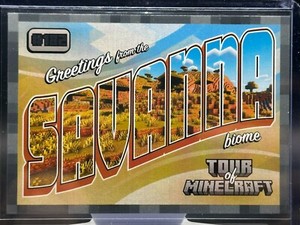 Greetings from the
SAVANNA
biome
TOUR
of
MINECRAFT